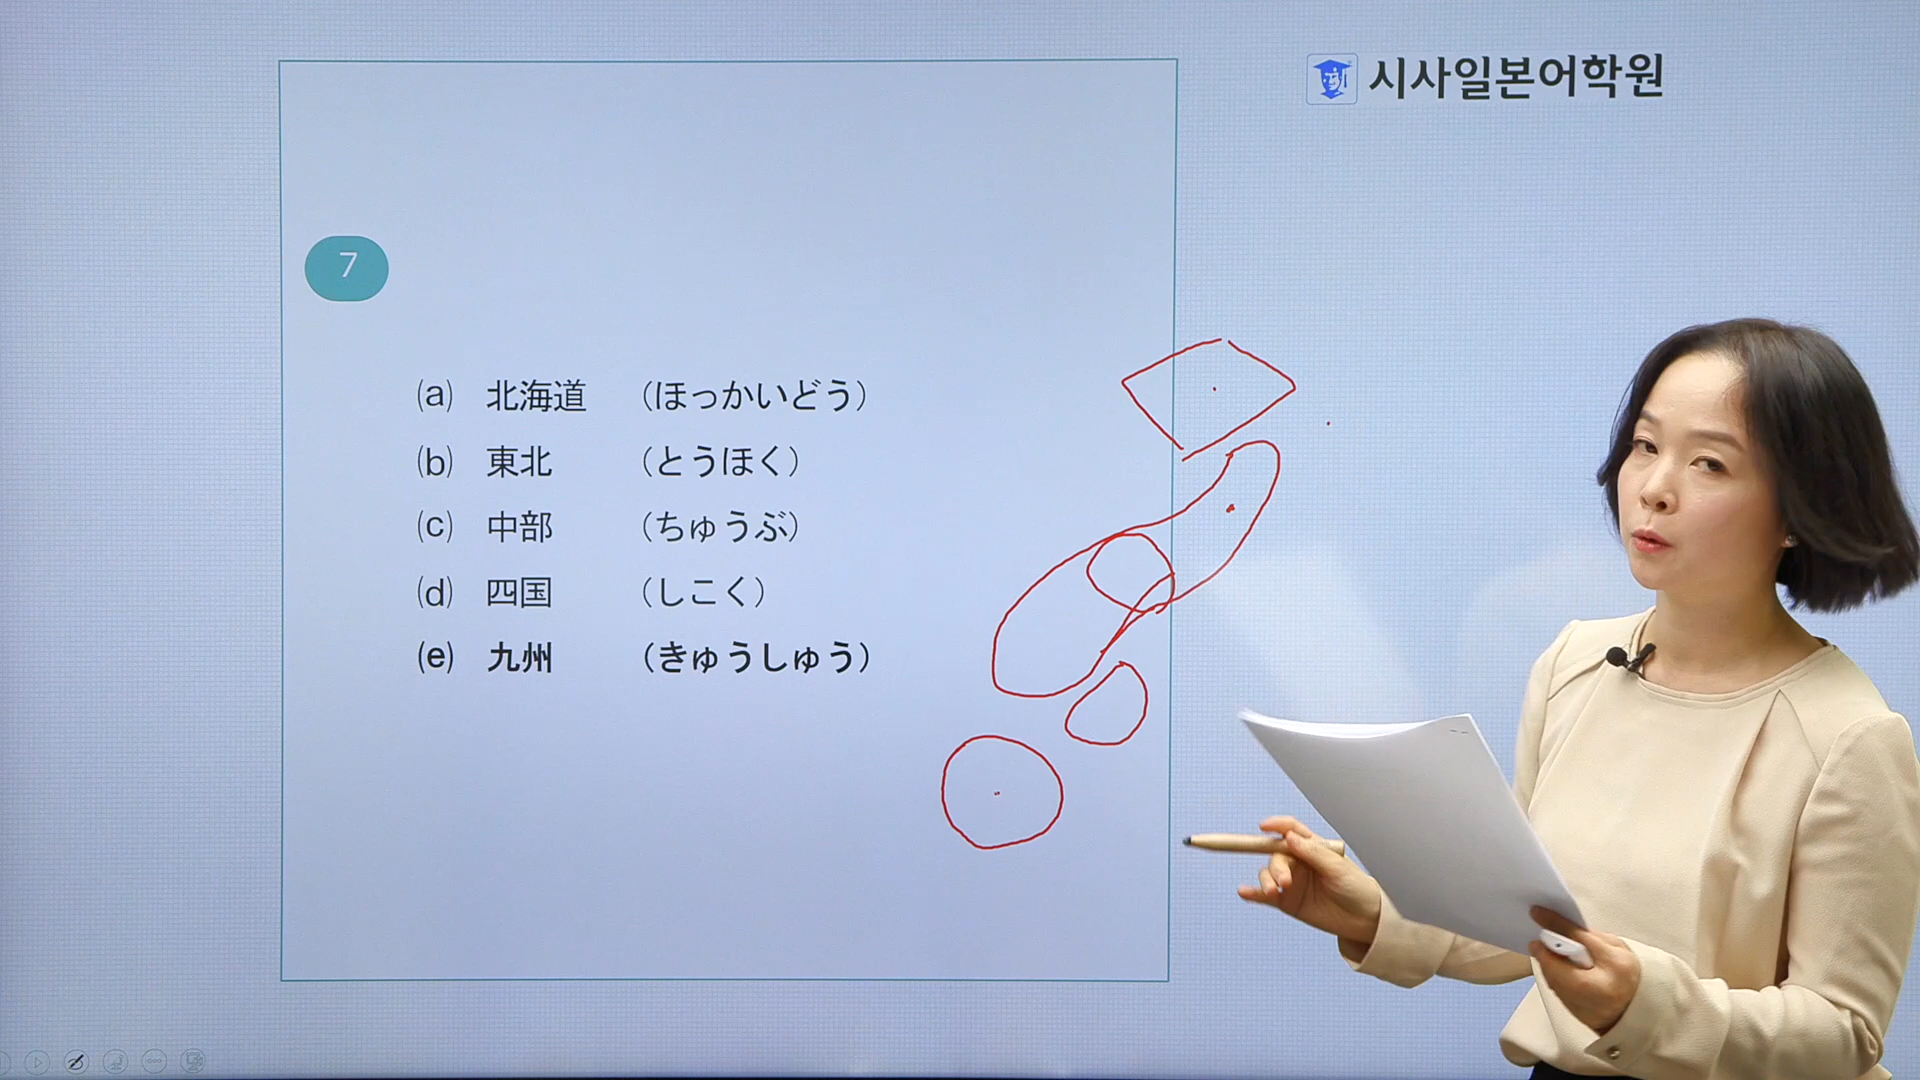 시사일본어학원
7
(a) 北海道 (ほっかいどう)
(b) 東北 (とうほく)
(c) 中部 (ちゅうぶ)
(d) 四国 (しこく)
(e) 九州 (きゅうしゅう)